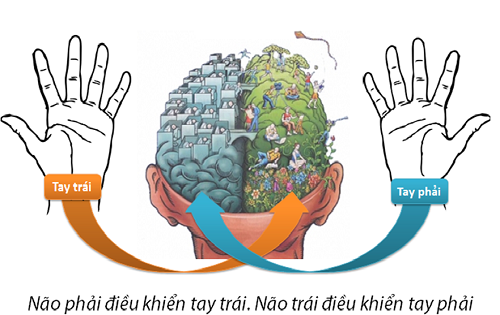 Tay trái
Tay phải
Não phải điều khiển tay trái. Não trái điều khiển tay phải